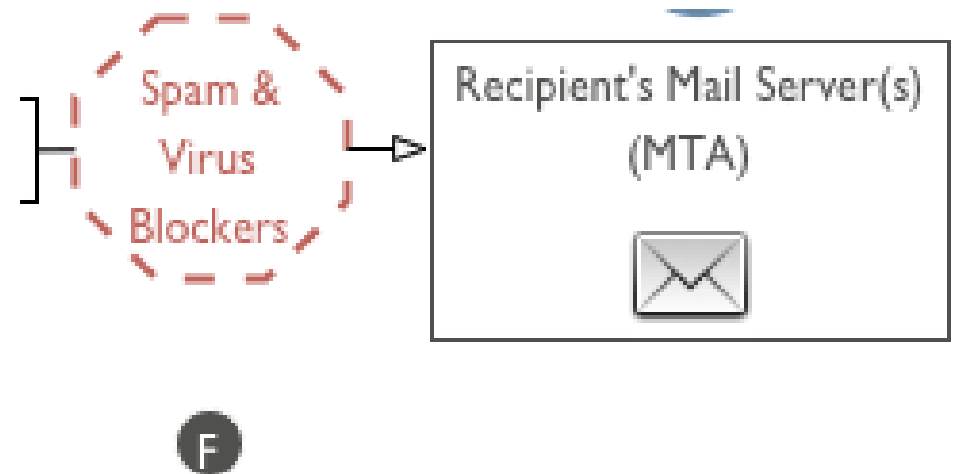 Spam &
Virus
Blockers
Recipient's Mail Server(s)
(MTA)
F